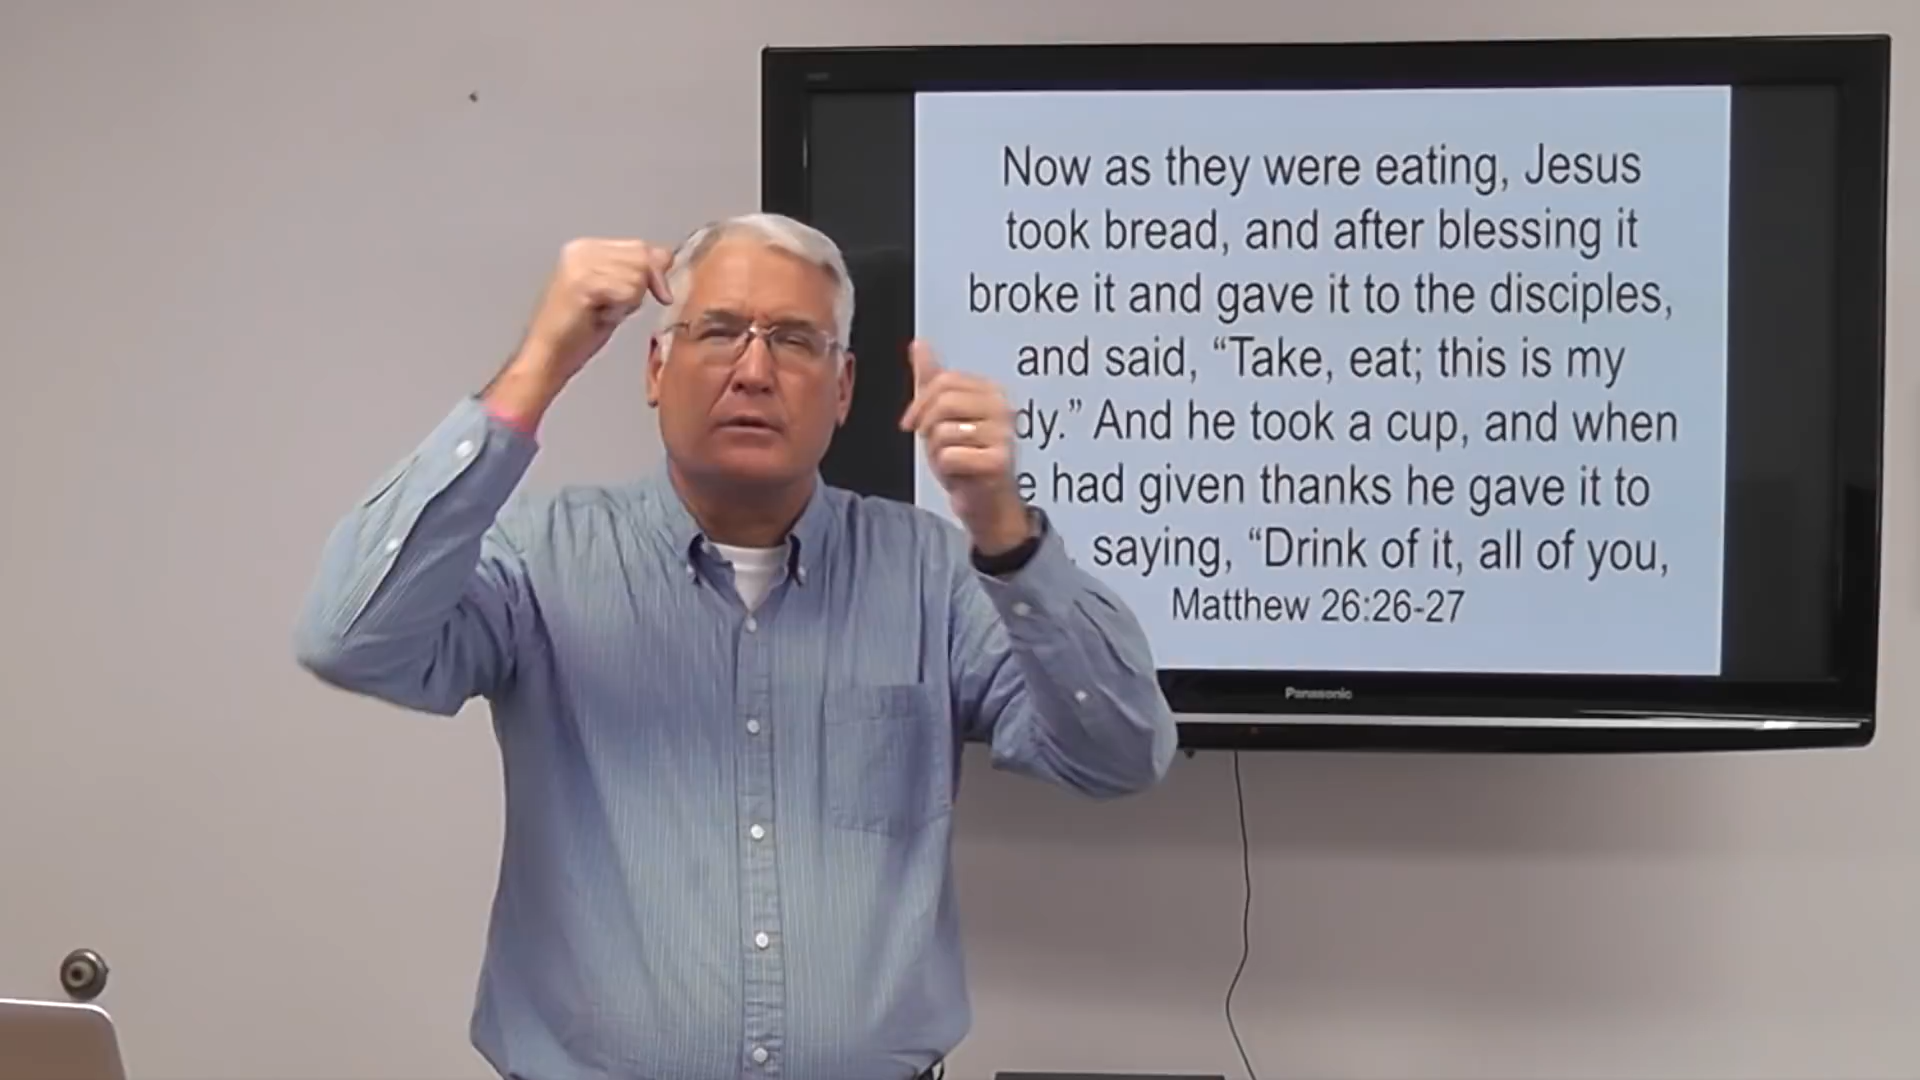 Now as they were eating, Jesus
took bread, and after blessing it
broke it and gave it to the disciples,
and said, “Take, eat; this is my
dy.” And he took a cup, and when
e had given thanks he gave it to
, saying, “Drink of it, all of you,
Matthew 26:26-27
Panasonic